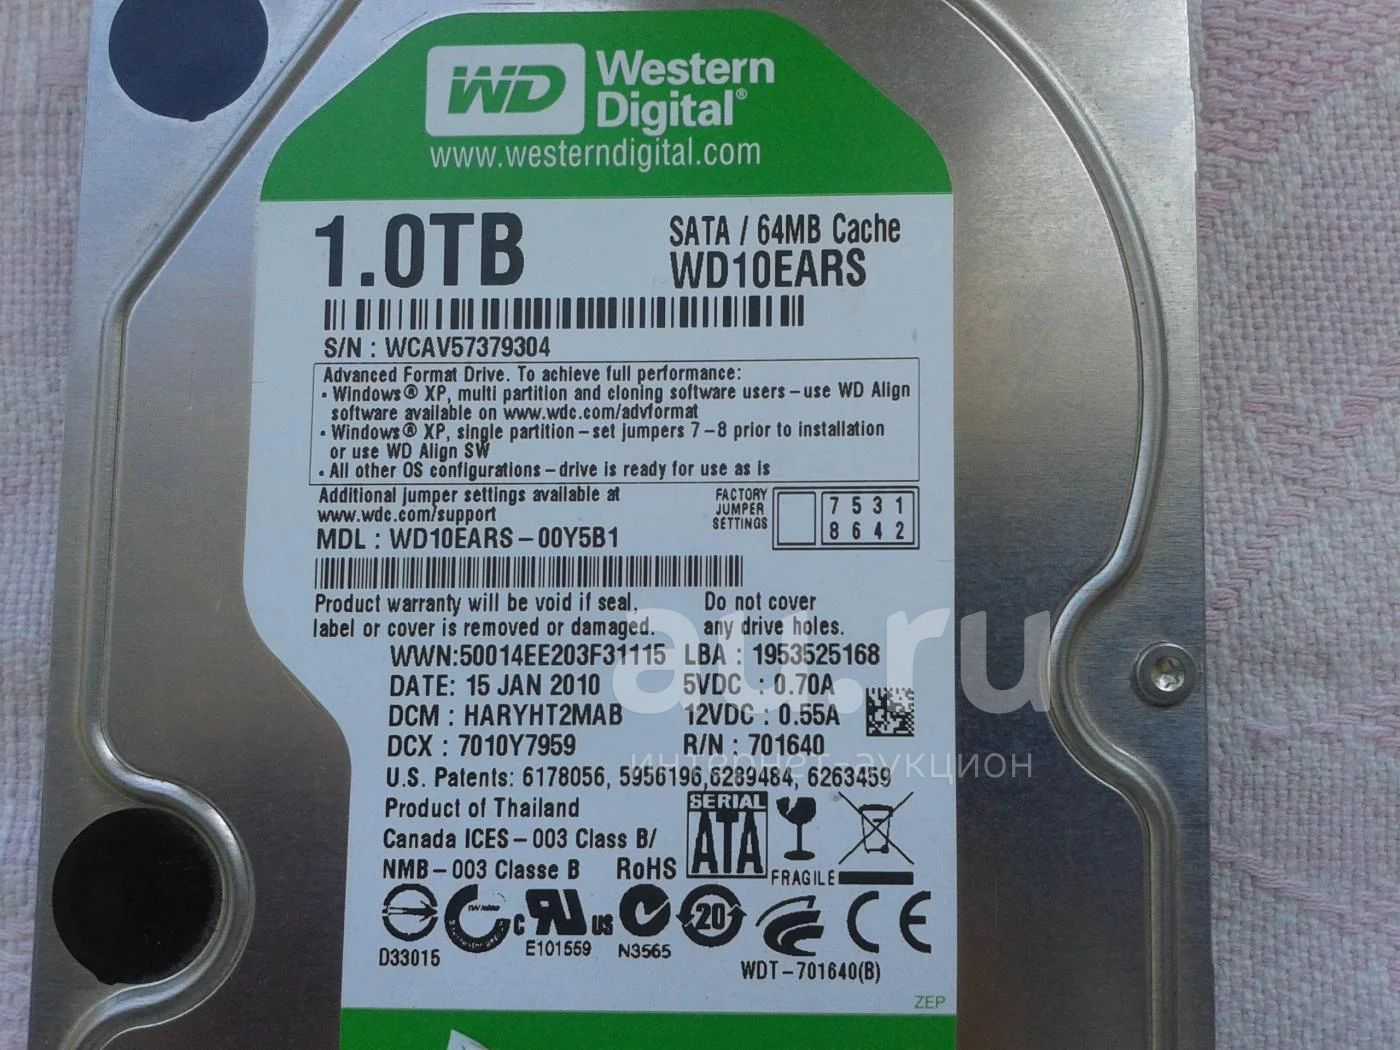 WD Western
Digital®
www.westerndigital.com
1.0TB
SATA / 64MB Cache
WD10EARS
S/N : WCAV57379304
Advanced Format Drive. To achieve full performance:
• Windows® XP, multi partition and cloning software users – use WD Align
software available on www.wdc.com/advformat
• Windows® XP, single partition – set jumpers 7 – 8 prior to installation
or use WD Align SW
• All other OS configurations – drive is ready for use as is
Additional jumper settings available at
www.wdc.com/support
FACTORY
JUMPER
SETTINGS
7 5 3 1
8 6 4 2
MDL : WD10EARS – 00Y5B1
Product warranty will be void if seal,
label or cover is removed or damaged.
Do not cover
any drive holes.
au.ru
интернет-аукцион
WWN:50014EE203F31115 LBA : 1953525168
DATE: 15 JAN 2010 5VDC : 0.70A
DCM : HARYHT2MAB 12VDC : 0.55A
DCX : 7010Y7959 R/N : 701640
U.S. Patents: 6178056, 5956196,6289484, 6263459
Product of Thailand
Canada ICES – 003 Class B/
NMB – 003 Classe B RoHS
SERIAL
ATA
FRAGILE
c US
20
CE
D33015
E101559
N3565
WDT – 701640(B)
ZEP